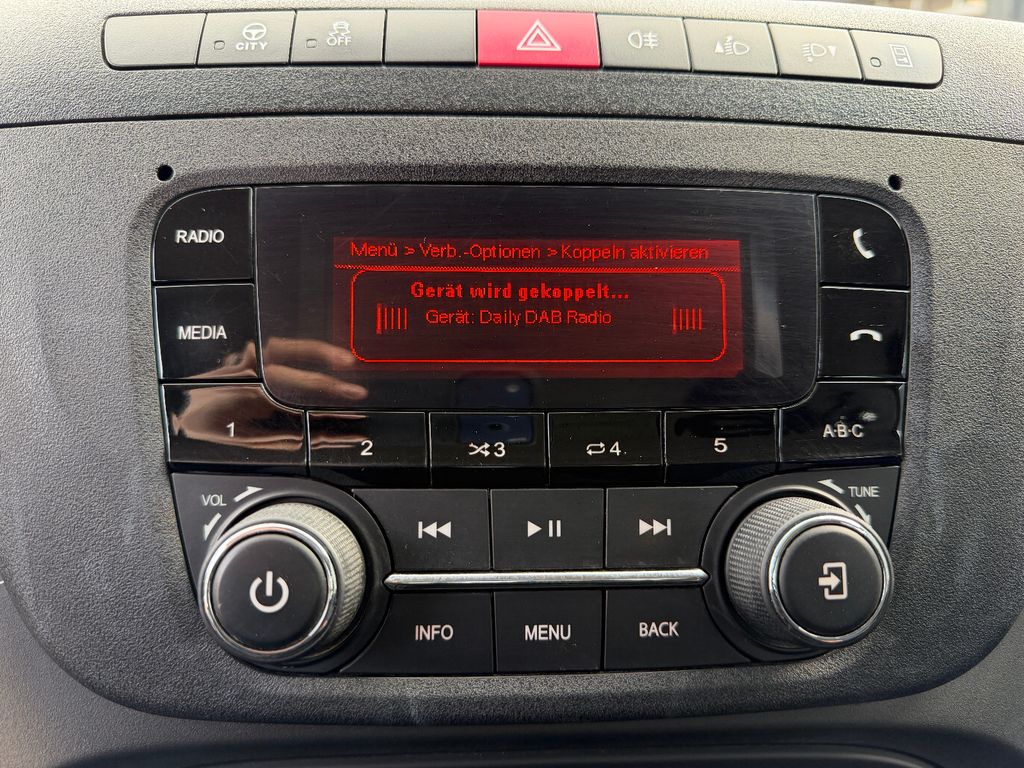 CITY
OFF
RADIO
Menü > Verb.-Optionen > Koppeln aktivieren
Gerät wird gekoppelt...
Gerät: Daily DAB Radio
MEDIA
1
2
3
4
5
A-B-C
VOL
TUNE
INFO
MENU
BACK